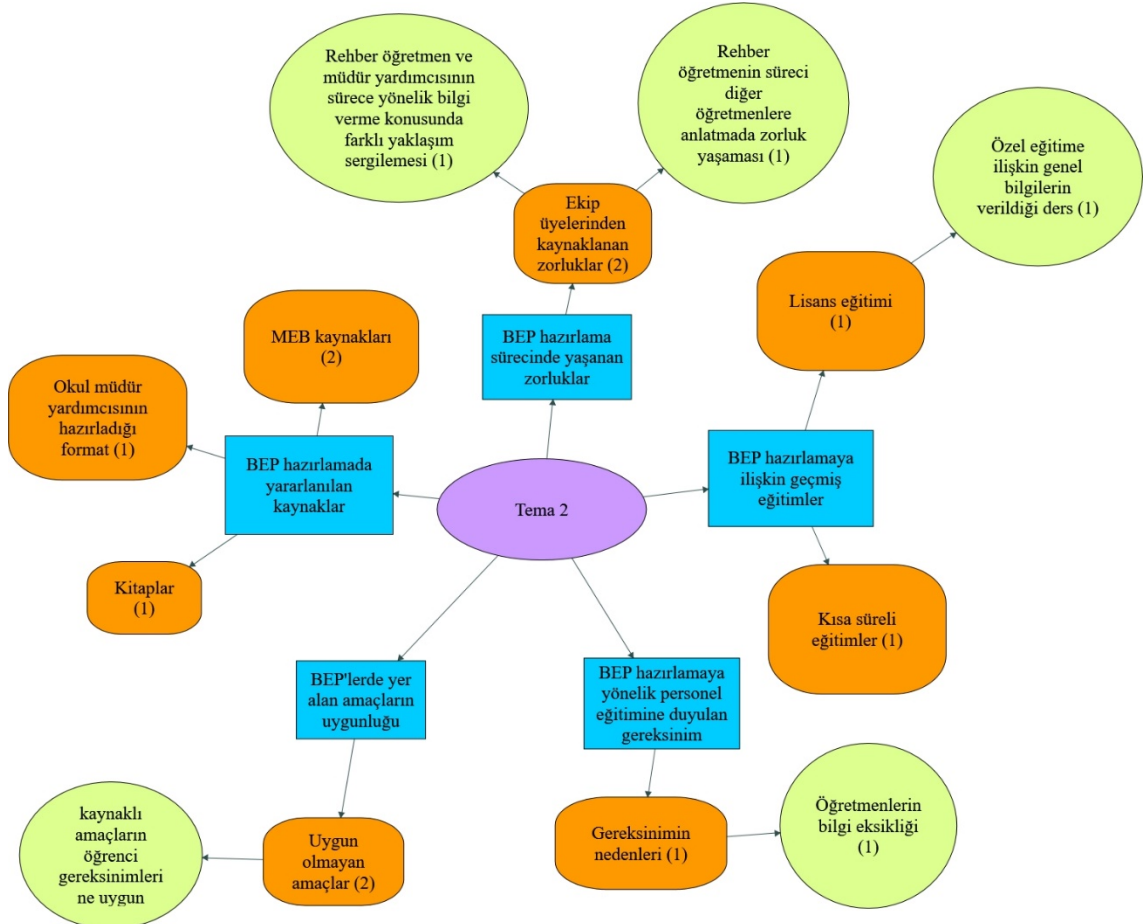 Rehber öğretmen ve
müdür yardımcısının
sürece yönelik bilgi
verme konusunda
farklı yaklaşım
sergilemesi (1)
Rehber
öğretmenin süreci
diğer
öğretmenlere
anlatmada zorluk
yaşaması (1)
Özel eğitime
ilişkin genel
bilgilerin
verildiği ders (1)
Ekip
üyelerinden
kaynaklanan
zorluklar (2)
Lisans eğitimi
(1)
MEB kaynakları
(2)
BEP hazırlama
sürecinde yaşanan
zorluklar
Okul müdür
yardımcısının
hazırladığı
format (1)
BEP hazırlamada
yararlanılan
kaynaklar
BEP hazırlamaya
ilişkin geçmiş
eğitimler
Tema 2
Kitaplar
(1)
Kısa süreli
eğitimler (1)
BEP'lerde yer
alan amaçların
uygunluğu
BEP hazırlamaya
yönelik personel
eğitimine duyulan
gereksinim
kaynaklı
amaçların
öğrenci
gereksinimleri
ne uygun
Uygun
olmayan
amaçlar (2)
Gereksinimin
nedenleri (1)
Öğretmenlerin
bilgi eksikliği
(1)